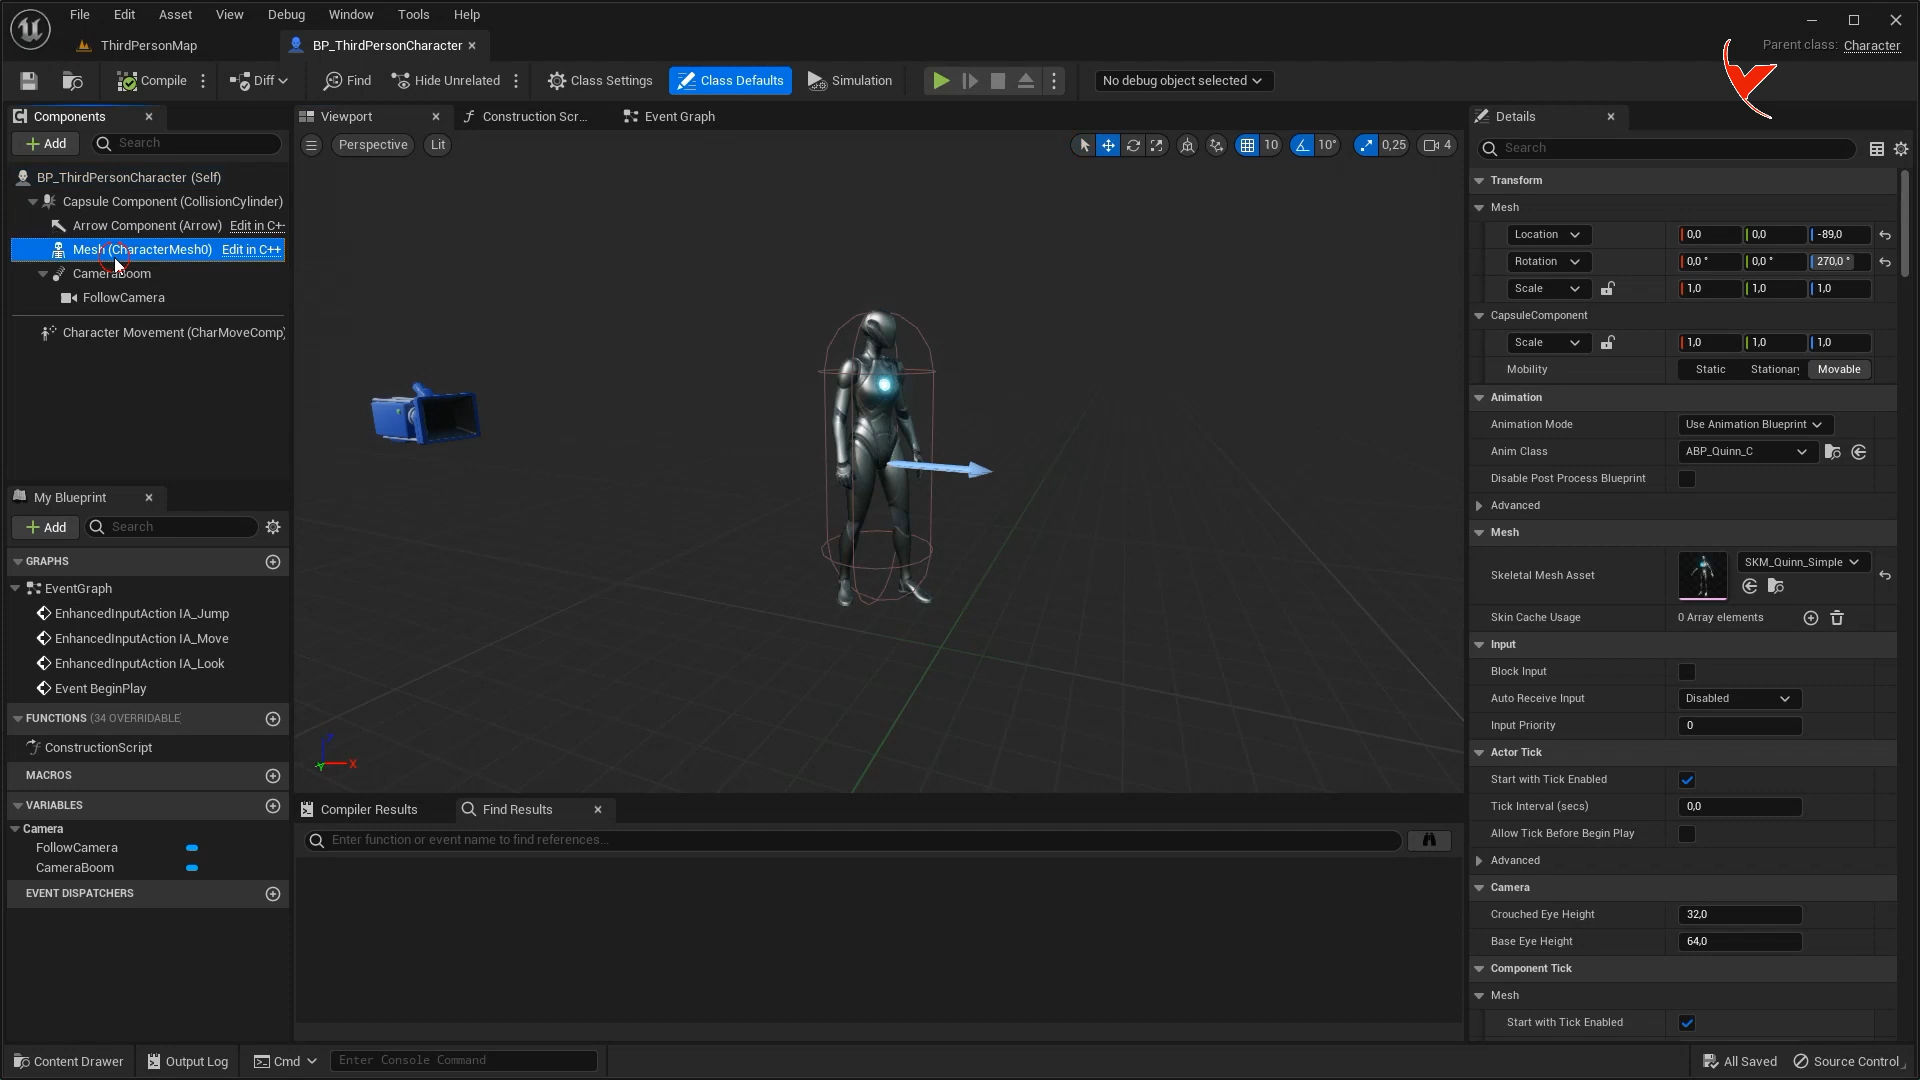 File Edit Asset View Debug Window Tools Help
ThirdPersonMap
BP_ThirdPersonCharacter
Parent class: Character
Compile
Diff
Find
Hide Unrelated
Class Settings
Class Defaults
Simulation
No debug object selected
Components
Add
Search
BP_ThirdPersonCharacter (Self)
Capsule Component (CollisionCylinder)
Arrow Component (Arrow) Edit in C+
Mesh (CharacterMesh0) Edit in C++
CameraBoom
FollowCamera
Character Movement (CharMoveComp)
My Blueprint
Add
Search
GRAPHS
EventGraph
EnhancedInputAction IA_Jump
EnhancedInputAction IA_Move
EnhancedInputAction IA_Look
Event BeginPlay
FUNCTIONS (34 OVERRIDABLE
ConstructionScript
MACROS
VARIABLES
Camera
FollowCamera
CameraBoom
EVENT DISPATCHERS
Viewport
Construction Scr...
Event Graph
Perspective
Lit
10
10°
0,25
4
X
Compiler Results
Find Results
Enter function or event name to find references...
Details
Search
Transform
Mesh
Location 0,0 0,0 -89,0
Rotation 0,0 ° 0,0 ° 270,0 °
Scale 1,0 1,0 1,0
CapsuleComponent
Scale 1,0 1,0 1,0
Mobility Static Stationary Movable
Animation
Animation Mode Use Animation Blueprint
Anim Class ABP_Quinn_C
Disable Post Process Blueprint
Advanced
Mesh
Skeletal Mesh Asset SKM_Quinn_Simple
Skin Cache Usage 0 Array elements
Input
Block Input
Auto Receive Input Disabled
Input Priority 0
Actor Tick
Start with Tick Enabled
Tick Interval (secs) 0,0
Allow Tick Before Begin Play
Advanced
Camera
Crouched Eye Height 32,0
Base Eye Height 64,0
Component Tick
Mesh
Start with Tick Enabled
Content Drawer
Output Log
Cmd
Enter Console Command
All Saved
Source Control